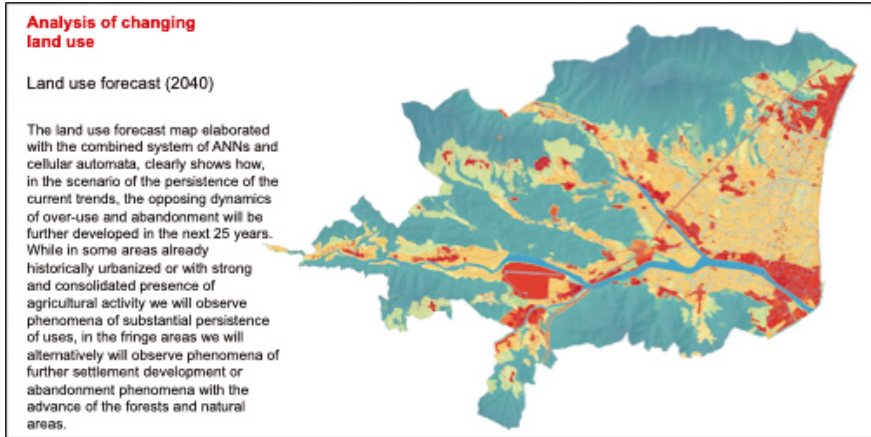 Analysis of changing
land use
Land use forecast (2040)
The land use forecast map elaborated
with the combined system of ANNs and
cellular automata, clearly shows how,
in the scenario of the persistence of the
current trends, the opposing dynamics
of over-use and abandonment will be
further developed in the next 25 years.
While in some areas already
historically urbanized or with strong
and consolidated presence of
agricultural activity we will observe
phenomena of substantial persistence
of uses, in the fringe areas we will
alternatively will observe phenomena of
further settlement development or
abandonment phenomena with the
advance of the forests and natural
areas.